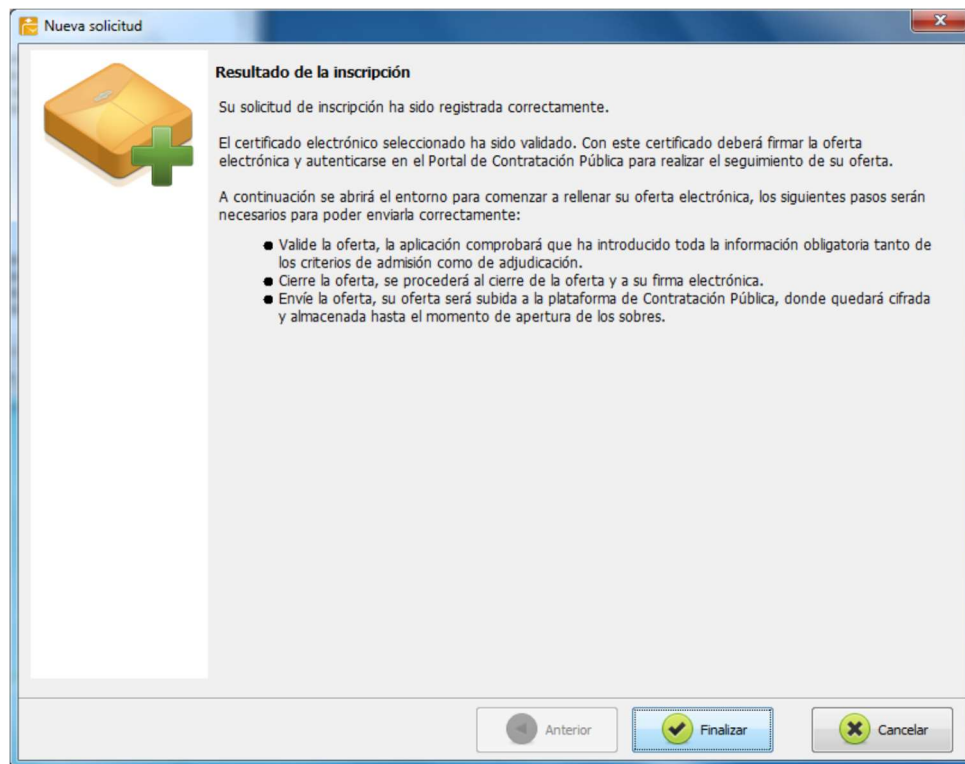 Nueva solicitud
Resultado de la inscripción
Su solicitud de inscripción ha sido registrada correctamente.
El certificado electrónico seleccionado ha sido validado. Con este certificado deberá firmar la oferta
electrónica y autenticarse en el Portal de Contratación Pública para realizar el seguimiento de su oferta.
A continuación se abrirá el entorno para comenzar a rellenar su oferta electrónica, los siguientes pasos serán
necesarios para poder enviarla correctamente:
● Valide la oferta, la aplicación comprobará que ha introducido toda la información obligatoria tanto de
los criterios de admisión como de adjudicación.
● Cierre la oferta, se procederá al cierre de la oferta y a su firma electrónica.
● Envíe la oferta, su oferta será subida a la plataforma de Contratación Pública, donde quedará cifrada
y almacenada hasta el momento de apertura de los sobres.
Anterior Finalizar Cancelar